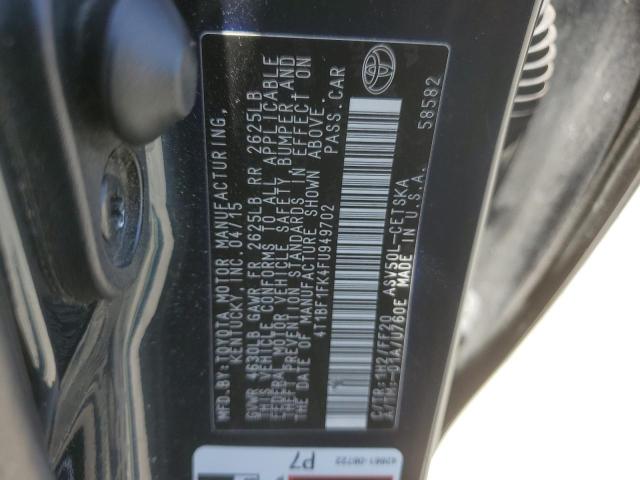 MFD.BY: TOYOTA MOTOR MANUFACTURING,
KENTUCKY, INC. 04/15
GVWR 4630LB GAWR FR 2625LB RR 2625LB
THIS VEHICLE CONFORMS TO ALL APPLICABLE
FEDERAL MOTOR VEHICLE SAFETY, BUMPER, AND
THEFT PREVENTION STANDARDS IN EFFECT ON
DATE OF MANUFACTURE SHOWN ABOVE.
4T1BF1FK4FU949702 PASS.CAR
C/TR: 1H2/FF20 ASV50L-CETSKA
/TM:-01A/U760E MADE IN U.S.A.
58582
P7